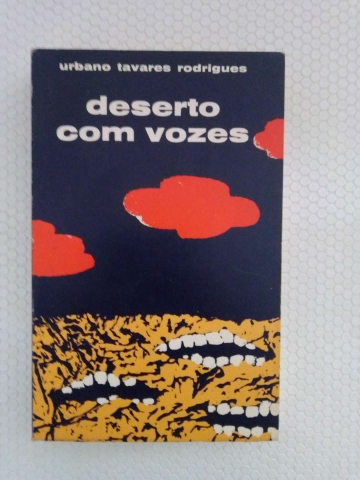 urbano tavares rodrigues
deserto
com vozes